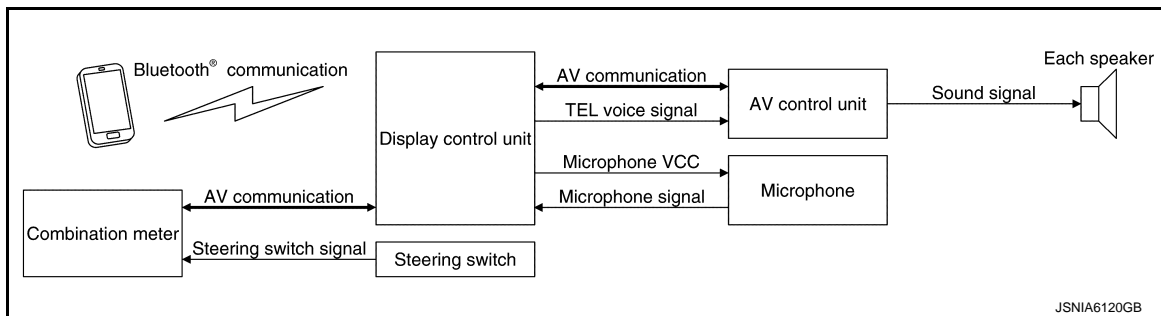 Bluetooth® communication
Display control unit
AV communication
TEL voice signal
AV control unit
Sound signal
Each speaker
Microphone VCC
Microphone signal
Microphone
Combination meter
AV communication
Steering switch signal
Steering switch
JSNIA6120GB